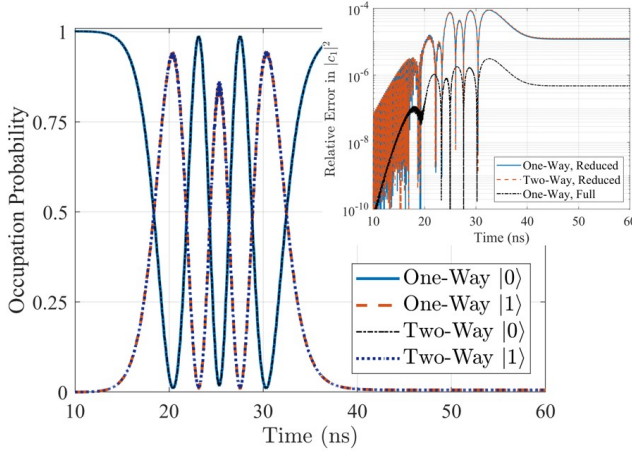 1
0.75
0.5
0.25
0
Occupation Probability
10
20
30
40
50
60
Time (ns)
One-Way |0⟩
One-Way |1⟩
Two-Way |0⟩
Two-Way |1⟩
10⁻⁴
10⁻⁶
10⁻⁸
10⁻¹⁰
Relative Error in |c₁|²
10
20
30
40
50
60
Time (ns)
One-Way, Reduced
Two-Way, Reduced
One-Way, Full